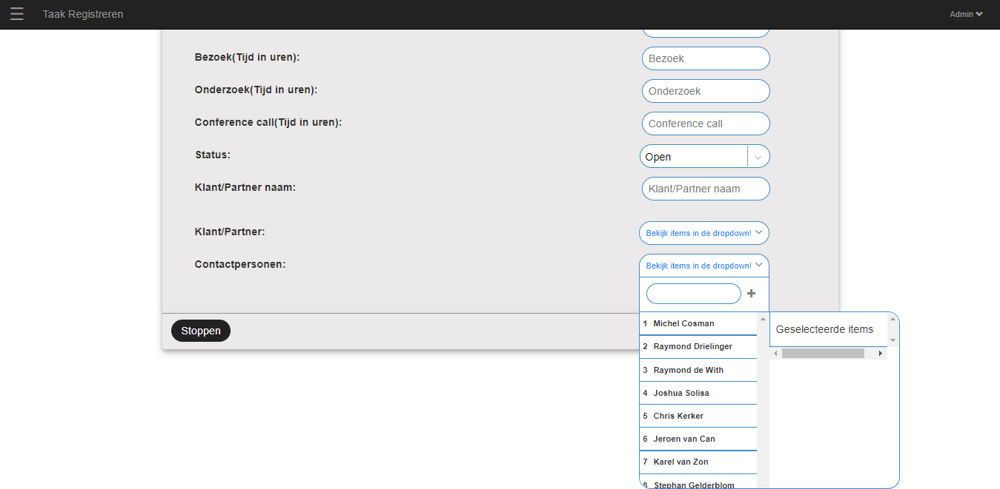 Taak Registreren
Admin
Bezoek(Tijd in uren):
Bezoek
Onderzoek(Tijd in uren):
Onderzoek
Conference call(Tijd in uren):
Conference call
Status:
Open
Klant/Partner naam:
Klant/Partner naam
Klant/Partner:
Bekijk items in de dropdown!
Contactpersonen:
Bekijk items in de dropdown!
Stoppen
1 Michel Cosman
2 Raymond Drielinger
3 Raymond de With
4 Joshua Solisa
5 Chris Kerker
6 Jeroen van Can
7 Karel van Zon
8 Stephan Gelderblom
Geselecteerde items